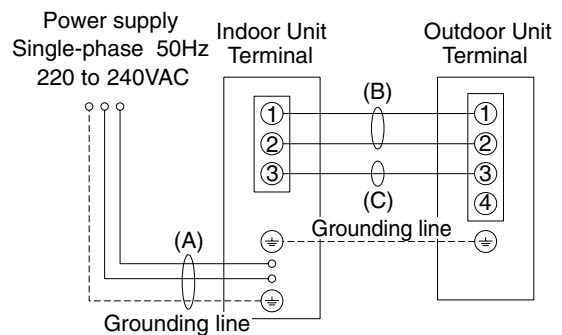 Power supply
Single-phase 50Hz
220 to 240VAC
Indoor Unit
Terminal
Outdoor Unit
Terminal
(B)
1 1
2 2
3 3
(C)
4
Grounding line
(A)
Grounding line